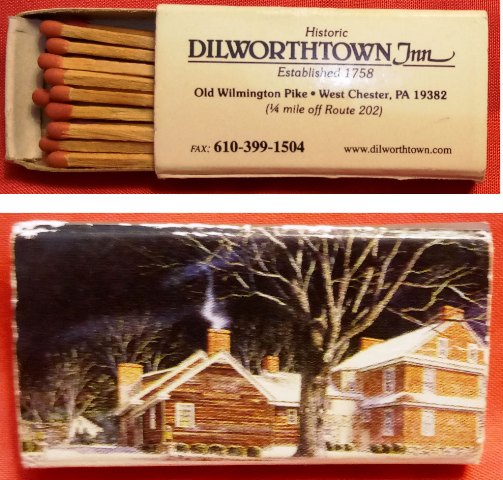 Historic
DILWORTHTOWN Inn
Established 1758
Old Wilmington Pike • West Chester, PA 19382
(¼ mile off Route 202)
FAX: 610-399-1504 www.dilworthtown.com